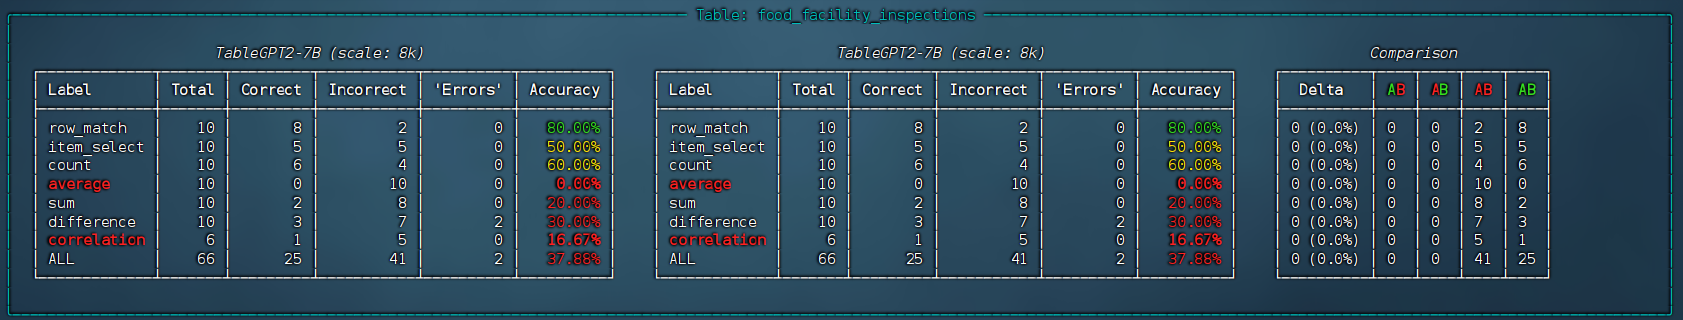 Table: food_facility_inspections
TableGPT2-7B (scale: 8k) TableGPT2-7B (scale: 8k) Comparison
Label Total Correct Incorrect 'Errors' Accuracy Label Total Correct Incorrect 'Errors' Accuracy Delta AB AB AB AB
row_match 10 8 2 0 80.00% row_match 10 8 2 0 80.00% 0 (0.0%) 0 0 2 8
item_select 10 5 5 0 50.00% item_select 10 5 5 0 50.00% 0 (0.0%) 0 0 5 5
count 10 6 4 0 60.00% count 10 6 4 0 60.00% 0 (0.0%) 0 0 4 6
average 10 0 10 0 0.00% average 10 0 10 0 0.00% 0 (0.0%) 0 0 10 0
sum 10 2 8 0 20.00% sum 10 2 8 0 20.00% 0 (0.0%) 0 0 8 2
difference 10 3 7 2 30.00% difference 10 3 7 2 30.00% 0 (0.0%) 0 0 7 3
correlation 6 1 5 0 16.67% correlation 6 1 5 0 16.67% 0 (0.0%) 0 0 5 1
ALL 66 25 41 2 37.88% ALL 66 25 41 2 37.88% 0 (0.0%) 0 0 41 25